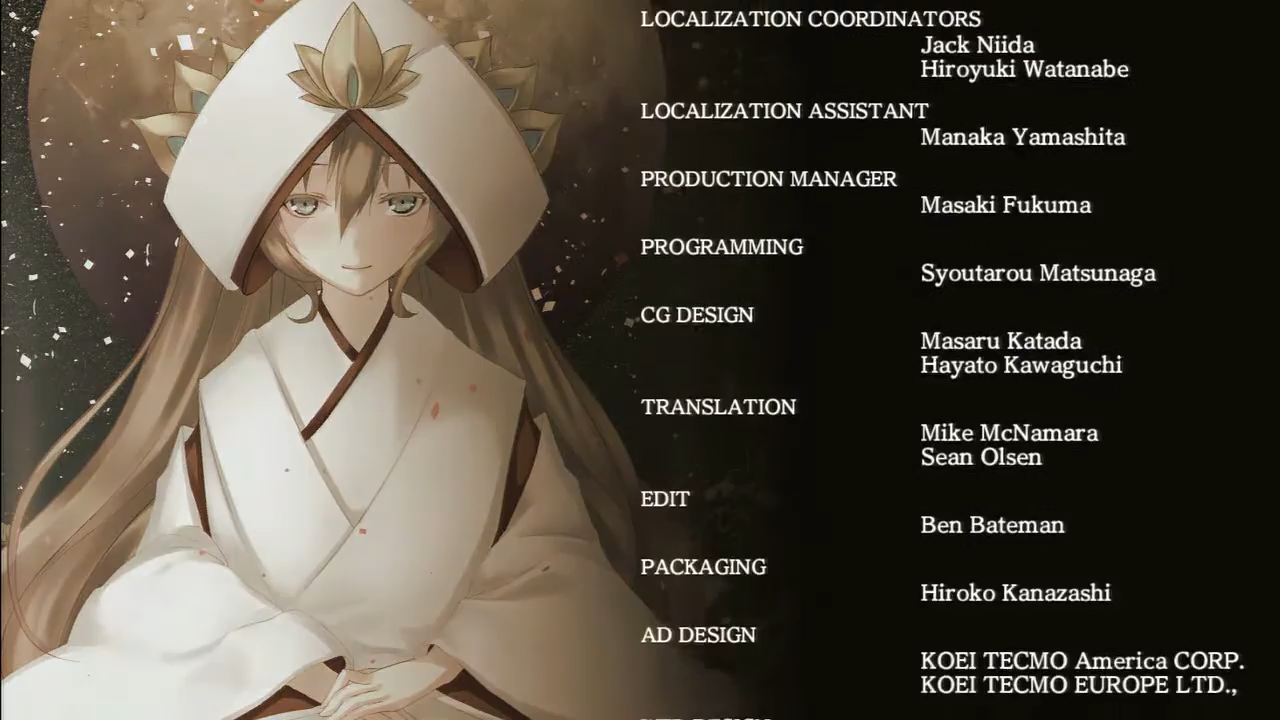 LOCALIZATION COORDINATORS
Jack Niida
Hiroyuki Watanabe
LOCALIZATION ASSISTANT
Manaka Yamashita
PRODUCTION MANAGER
Masaki Fukuma
PROGRAMMING
Syoutarou Matsunaga
CG DESIGN
Masaru Katada
Hayato Kawaguchi
TRANSLATION
Mike McNamara
Sean Olsen
EDIT
Ben Bateman
PACKAGING
Hiroko Kanazashi
AD DESIGN
KOEI TECMO America CORP.
KOEI TECMO EUROPE LTD.,